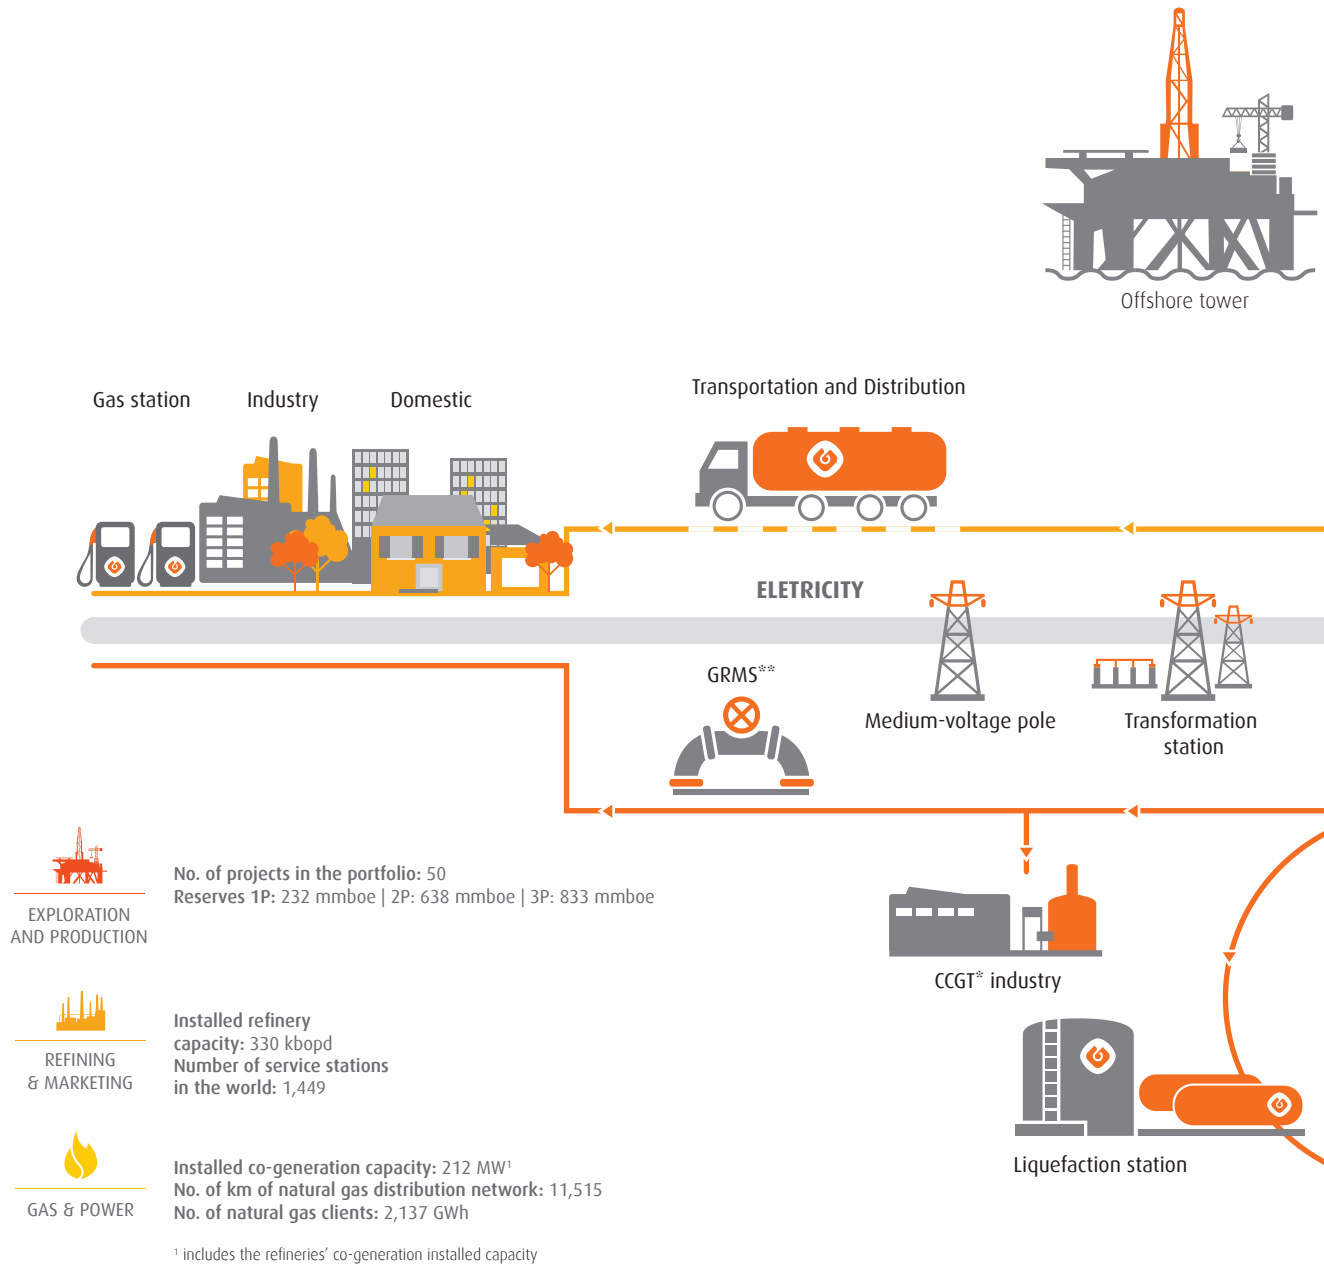 Offshore tower
Transportation and Distribution
Gas station
Industry
Domestic
ELETRICITY
GRMS**
Medium-voltage pole
Transformation
station
No. of projects in the portfolio: 50
Reserves 1P: 232 mmboe | 2P: 638 mmboe | 3P: 833 mmboe
EXPLORATION
AND PRODUCTION
CCGT* industry
Installed refinery
capacity: 330 kbopd
Number of service stations
in the world: 1,449
REFINING
& MARKETING
Liquefaction station
Installed co-generation capacity: 212 MW¹
No. of km of natural gas distribution network: 11,515
No. of natural gas clients: 2,137 GWh
GAS & POWER
¹ includes the refineries’ co-generation installed capacity